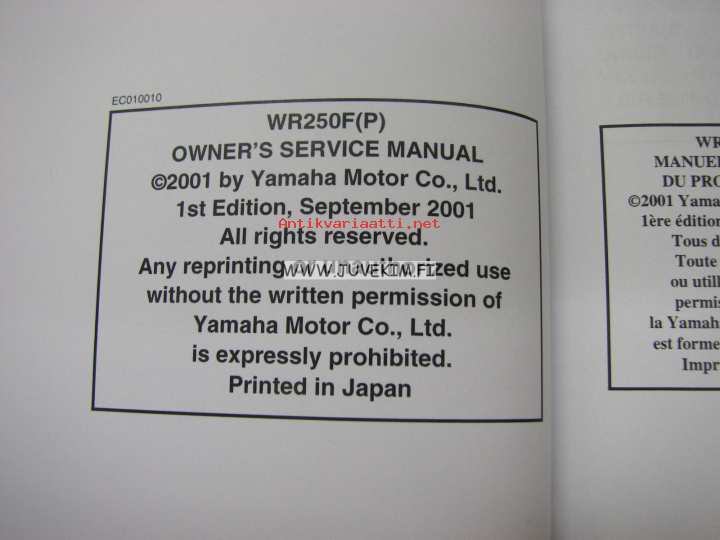 EC010010
WR250F(P)
OWNER'S SERVICE MANUAL
©2001 by Yamaha Motor Co., Ltd.
1st Edition, September 2001
Antikvariaatti.net
All rights reserved.
Any reprinting use
WWW.JUVEKIM.FI
without the written permission of
Yamaha Motor Co., Ltd.
is expressly prohibited.
Printed in Japan
WR
MANUEL
DU PRO
©2001 Yama
1ère édition
Tous d
Toute
ou utili
permis
la Yamah
est forme
Impr